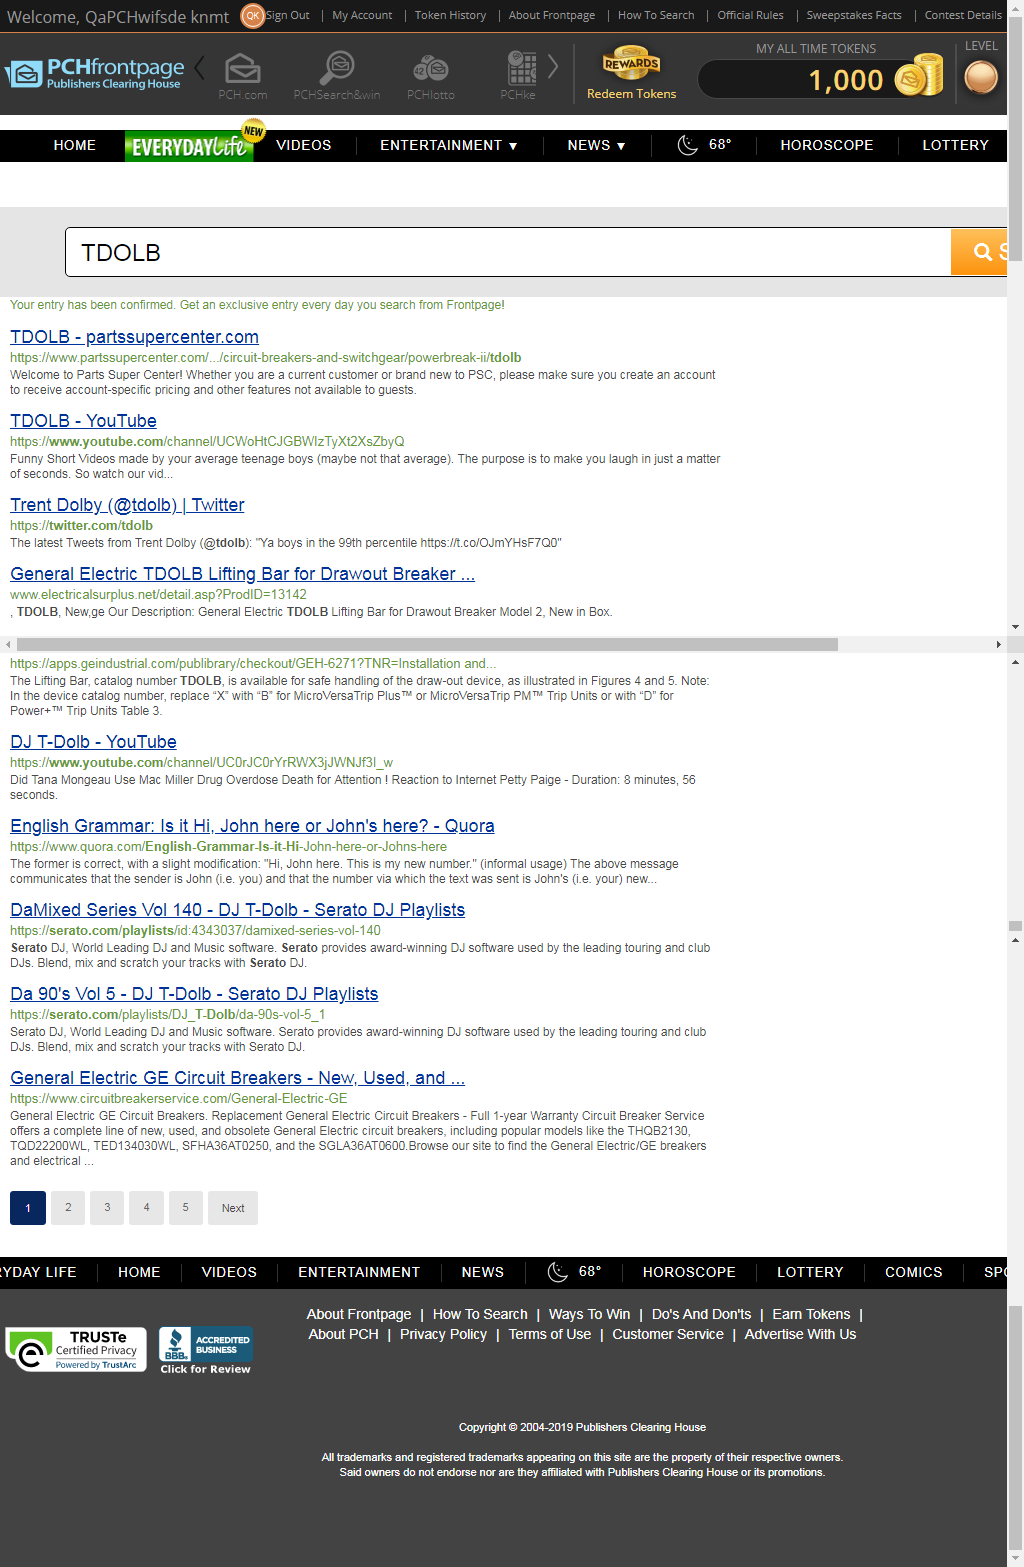 Welcome, QaPCHwifsde knmt QK Sign Out | My Account | Token History | About Frontpage | How To Search | Official Rules | Sweepstakes Facts | Contest Details
PCHfrontpage
Publishers Clearing House
PCH.com PCHSearch&win PCHlotto PCHke
42
REWARDS
Redeem Tokens
MY ALL TIME TOKENS
1,000
LEVEL
HOME EVERYDAY Life NEW VIDEOS ENTERTAINMENT ▼ NEWS ▼ 68° HOROSCOPE LOTTERY
TDOLB S
Your entry has been confirmed. Get an exclusive entry every day you search from Frontpage!
TDOLB - partssupercenter.com
https://www.partssupercenter.com/.../circuit-breakers-and-switchgear/powerbreak-ii/tdolb
Welcome to Parts Super Center! Whether you are a current customer or brand new to PSC, please make sure you create an account
to receive account-specific pricing and other features not available to guests.
TDOLB - YouTube
https://www.youtube.com/channel/UCWoHtCJGBWIzTyXt2XsZbyQ
Funny Short Videos made by your average teenage boys (maybe not that average). The purpose is to make you laugh in just a matter
of seconds. So watch our vid...
Trent Dolby (@tdolb) | Twitter
https://twitter.com/tdolb
The latest Tweets from Trent Dolby (@tdolb): "Ya boys in the 99th percentile https://t.co/OJmYHsF7Q0"
General Electric TDOLB Lifting Bar for Drawout Breaker ...
www.electricalsurplus.net/detail.asp?ProdID=13142
, TDOLB, New,ge Our Description: General Electric TDOLB Lifting Bar for Drawout Breaker Model 2, New in Box.
https://apps.geindustrial.com/publibrary/checkout/GEH-6271?TNR=Installation and...
The Lifting Bar, catalog number TDOLB, is available for safe handling of the draw-out device, as illustrated in Figures 4 and 5. Note:
In the device catalog number, replace “X” with “B” for MicroVersaTrip Plus™ or MicroVersaTrip PM™ Trip Units or with “D” for
Power+™ Trip Units Table 3.
DJ T-Dolb - YouTube
https://www.youtube.com/channel/UC0rJC0rYrRWX3jJWNJf3l_w
Did Tana Mongeau Use Mac Miller Drug Overdose Death for Attention ! Reaction to Internet Petty Paige - Duration: 8 minutes, 56
seconds.
English Grammar: Is it Hi, John here or John's here? - Quora
https://www.quora.com/English-Grammar-Is-it-Hi-John-here-or-Johns-here
The former is correct, with a slight modification: "Hi, John here. This is my new number." (informal usage) The above message
communicates that the sender is John (i.e. you) and that the number via which the text was sent is John's (i.e. your) new...
DaMixed Series Vol 140 - DJ T-Dolb - Serato DJ Playlists
https://serato.com/playlists/id:4343037/damixed-series-vol-140
Serato DJ, World Leading DJ and Music software. Serato provides award-winning DJ software used by the leading touring and club
DJs. Blend, mix and scratch your tracks with Serato DJ.
Da 90's Vol 5 - DJ T-Dolb - Serato DJ Playlists
https://serato.com/playlists/DJ_T-Dolb/da-90s-vol-5_1
Serato DJ, World Leading DJ and Music software. Serato provides award-winning DJ software used by the leading touring and club
DJs. Blend, mix and scratch your tracks with Serato DJ.
General Electric GE Circuit Breakers - New, Used, and ...
https://www.circuitbreakerservice.com/General-Electric-GE
General Electric GE Circuit Breakers. Replacement General Electric Circuit Breakers - Full 1-year Warranty Circuit Breaker Service
offers a complete line of new, used, and obsolete General Electric circuit breakers, including popular models like the THQB2130,
TQD22200WL, TED134030WL, SFHA36AT0250, and the SGLA36AT0600.Browse our site to find the General Electric/GE breakers
and electrical ...
1 2 3 4 5 Next
RYDAY LIFE HOME VIDEOS ENTERTAINMENT NEWS 68° HOROSCOPE LOTTERY COMICS SPO
About Frontpage | How To Search | Ways To Win | Do's And Don'ts | Earn Tokens |
About PCH | Privacy Policy | Terms of Use | Customer Service | Advertise With Us
TRUSTe
Certified Privacy
Powered by TrustArc
BBB.
ACCREDITED
BUSINESS
Click for Review
Copyright © 2004-2019 Publishers Clearing House
All trademarks and registered trademarks appearing on this site are the property of their respective owners.
Said owners do not endorse nor are they affiliated with Publishers Clearing House or its promotions.